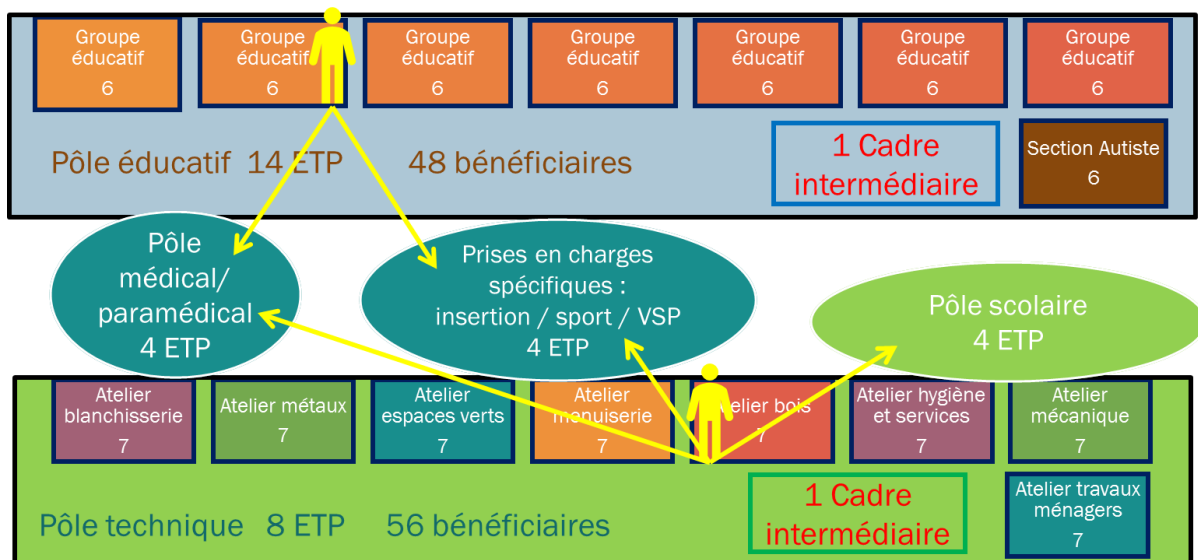 Groupe
éducatif
6
Groupe
éducatif
6
Groupe
éducatif
6
Groupe
éducatif
6
Groupe
éducatif
6
Groupe
éducatif
6
Groupe
éducatif
6
Pôle éducatif 14 ETP 48 bénéficiaires
1 Cadre
intermédiaire
Section Autiste
6
Pôle
médical/
paramédical
4 ETP
Prises en charges
spécifiques :
insertion / sport / VSP
4 ETP
Pôle scolaire
4 ETP
Atelier
blanchisserie
7
Atelier métaux
7
Atelier
espaces verts
7
Atelier
menuiserie
7
Atelier bois
7
Atelier hygiène
et services
7
Atelier
mécanique
7
Pôle technique 8 ETP 56 bénéficiaires
1 Cadre
intermédiaire
Atelier travaux
ménagers
7